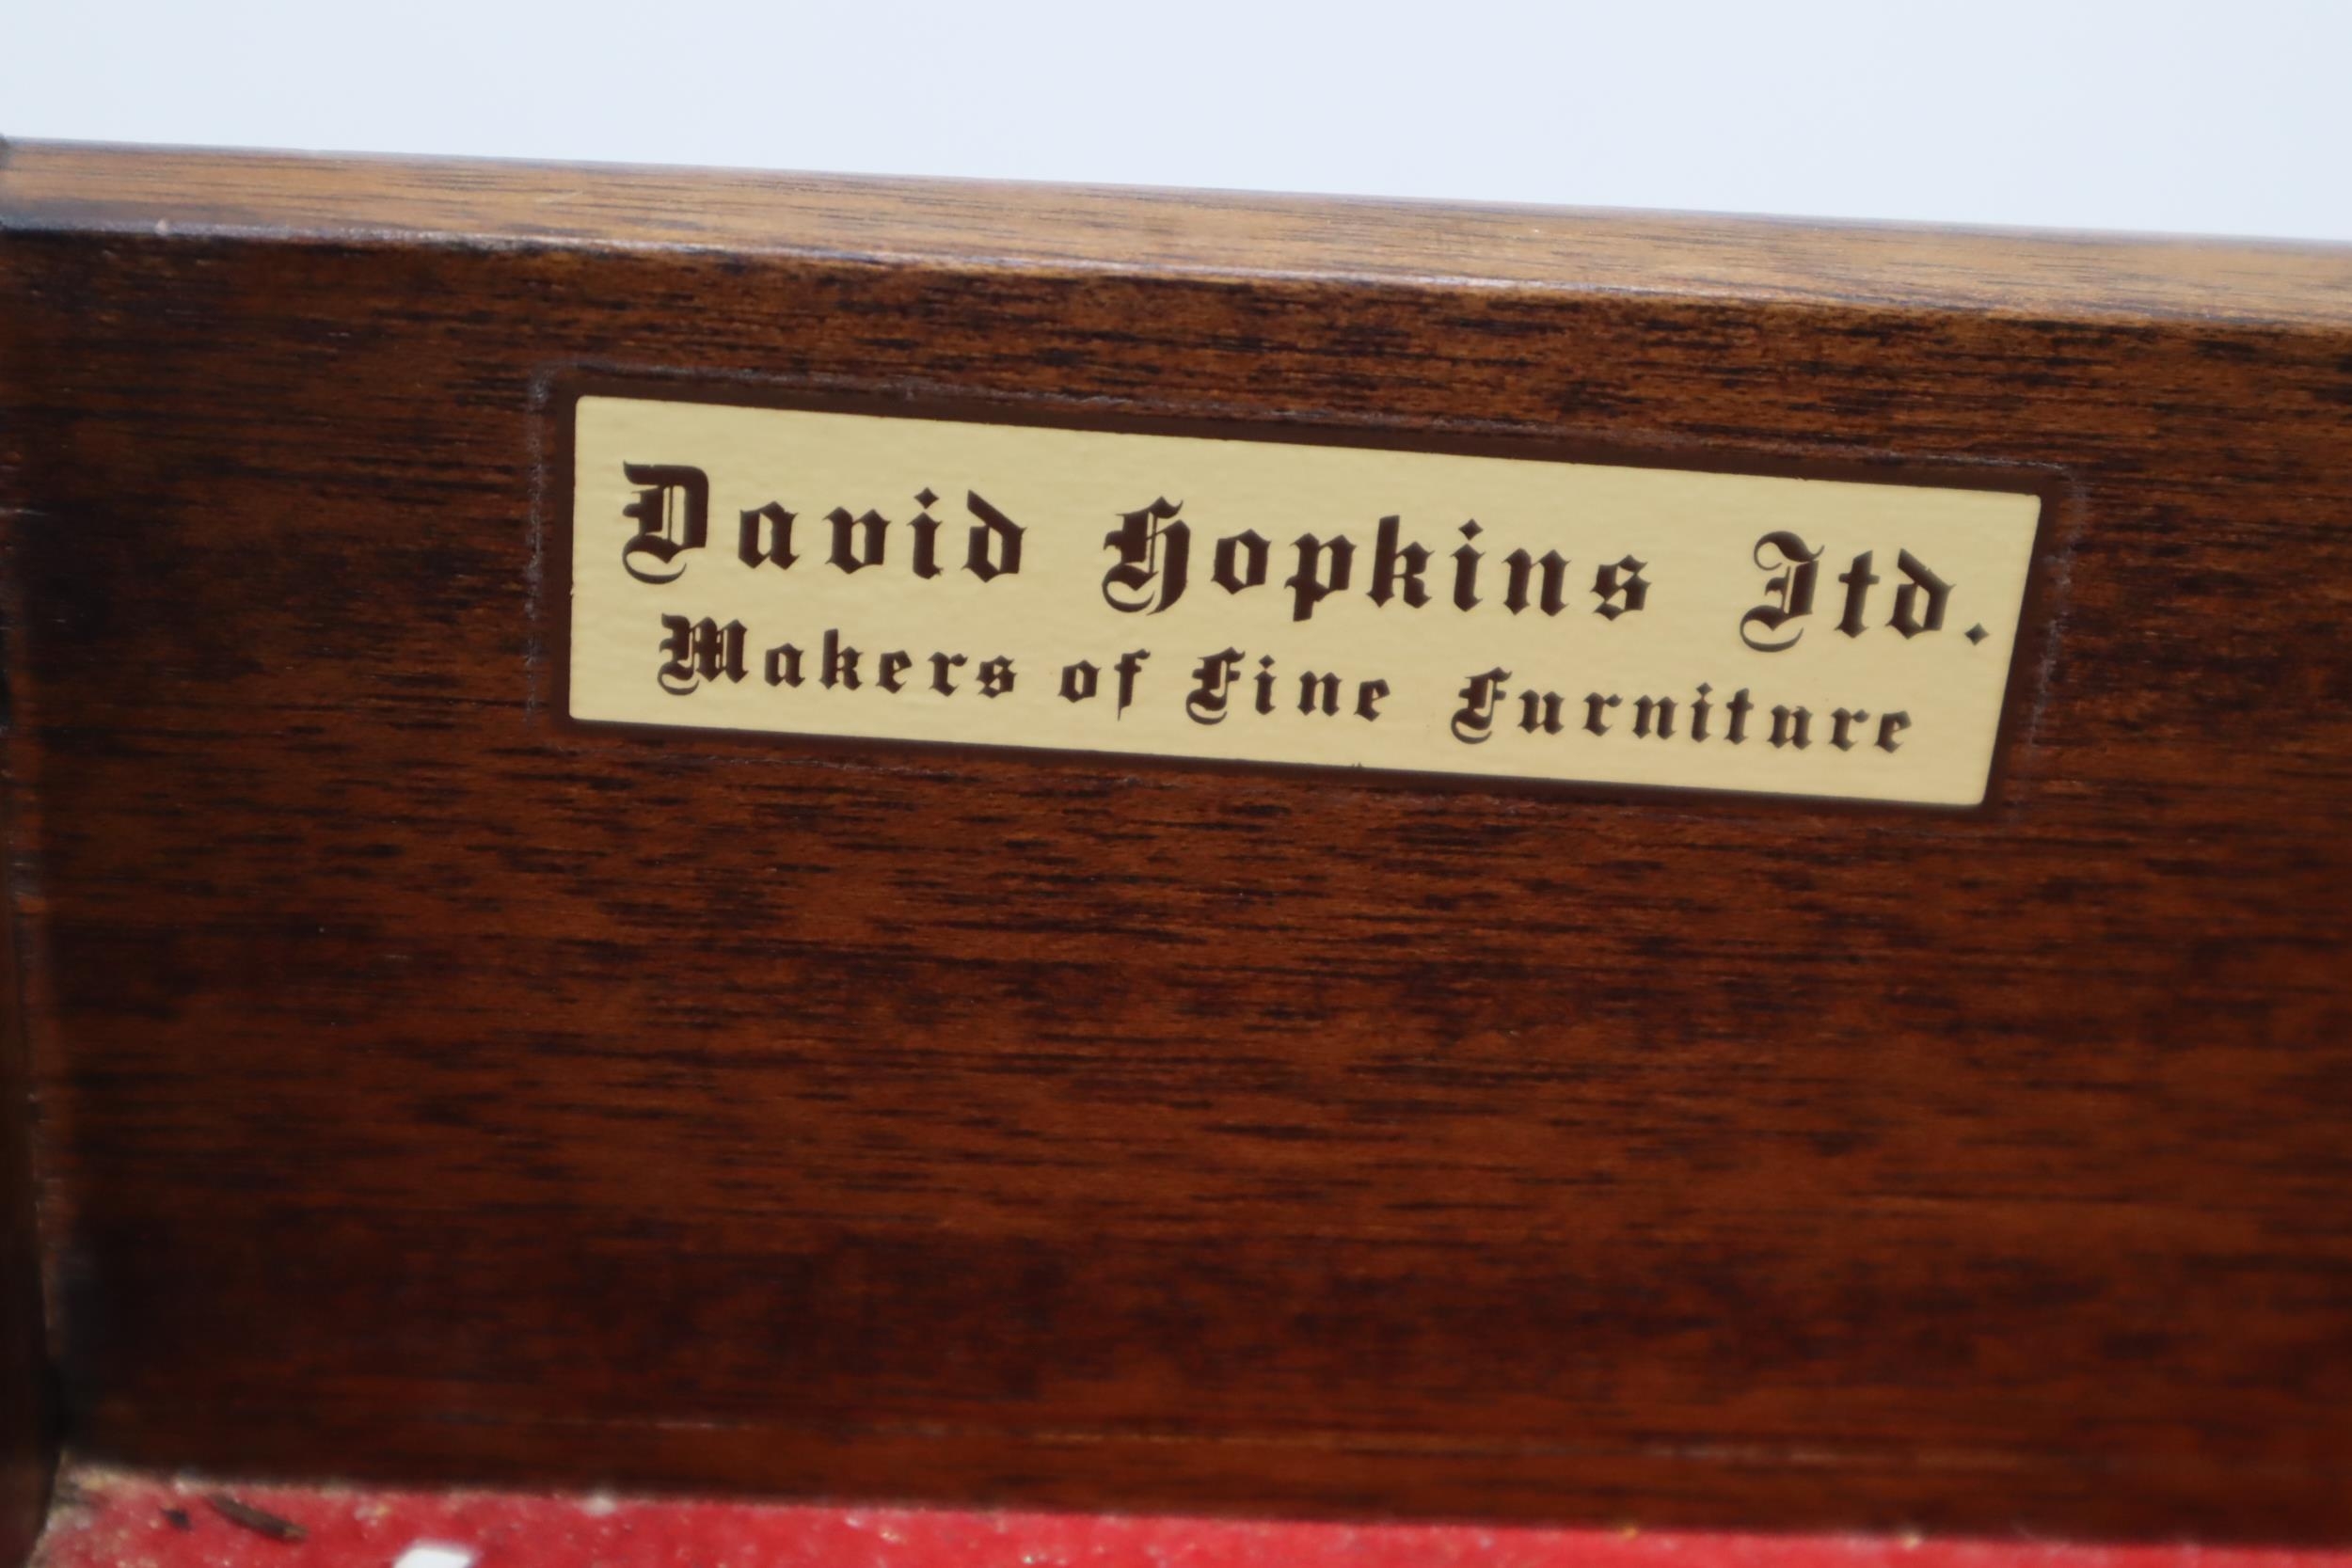 David Hopkins Ltd.
Makers of Fine Furniture